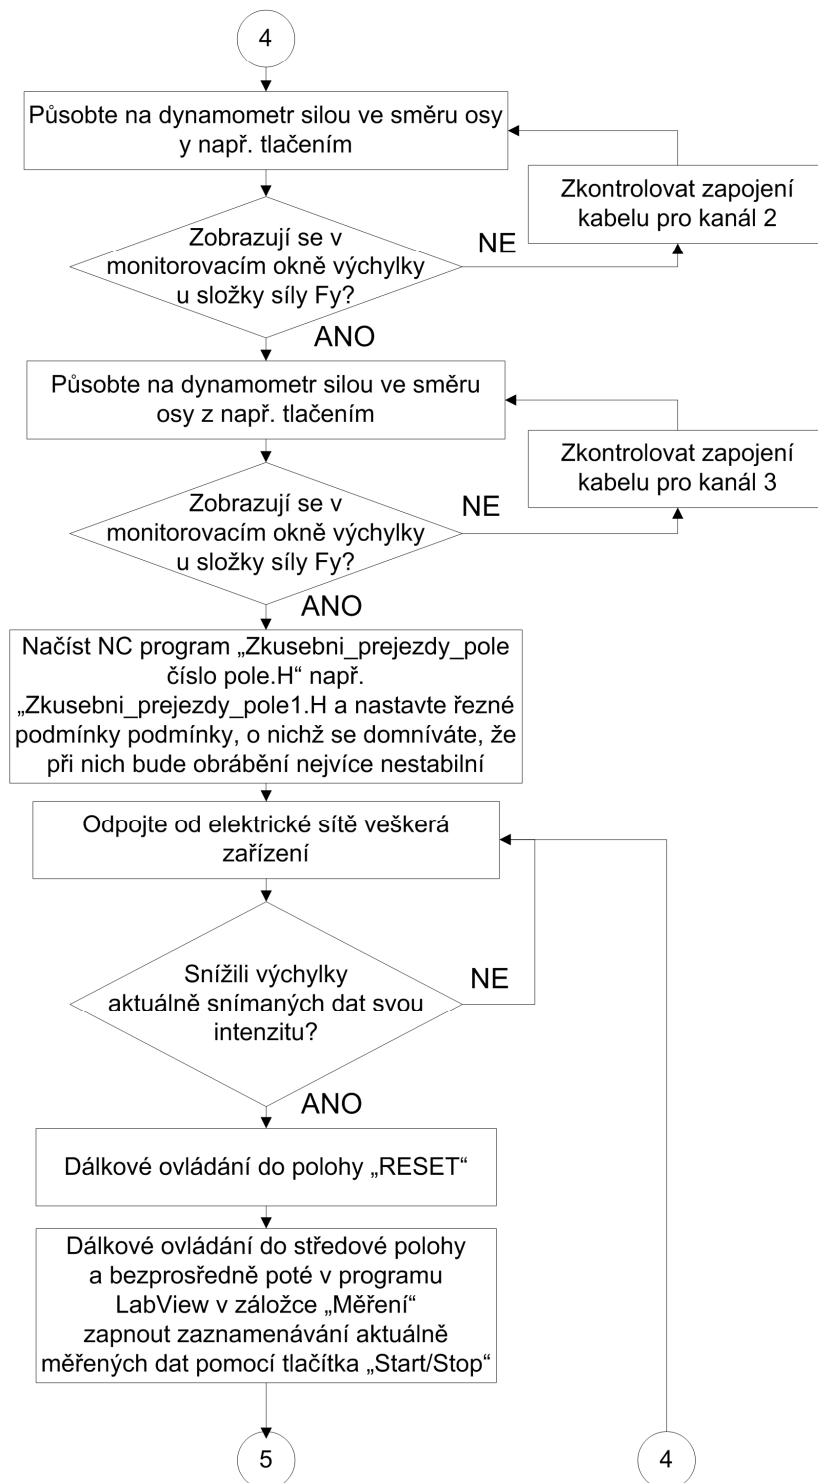 4
Působte na dynamometr silou ve směru osy
y např. tlačením
Zkontrolovat zapojení
kabelu pro kanál 2
Zobrazují se v
monitorovacím okně výchylky
u složky síly Fy?
NE
ANO
Působte na dynamometr silou ve směru
osy z např. tlačením
Zkontrolovat zapojení
kabelu pro kanál 3
Zobrazují se v
monitorovacím okně výchylky
u složky síly Fy?
NE
ANO
Načíst NC program „Zkusebni_prejezdy_pole
číslo pole.H“ např.
„Zkusebni_prejezdy_pole1.H a nastavte řezné
podmínky podmínky, o nichž se domníváte, že
při nich bude obrábění nejvíce nestabilní
Odpojte od elektrické sítě veškerá
zařízení
Snížili výchylky
aktuálně snímaných dat svou
intenzitu?
NE
ANO
Dálkové ovládání do polohy „RESET“
Dálkové ovládání do středové polohy
a bezprosředně poté v programu
LabView v záložce „Měření“
zapnout zaznamenávání aktuálně
měřených dat pomocí tlačítka „Start/Stop“
5
4